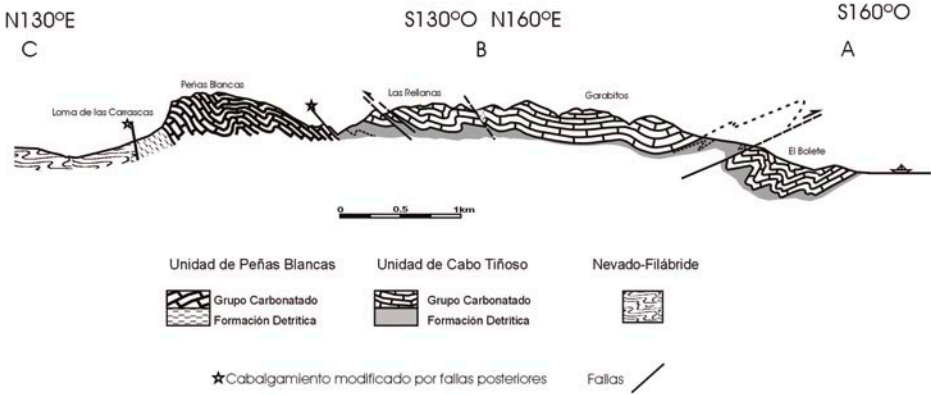 N130ºE S130ºO N160ºE S160ºO
C B A
Peñas Blancas
Las Rellanas
Garabitos
Loma de las Carrascas
El Bolete
0 0.5 1km
Unidad de Peñas Blancas Unidad de Cabo Tiñoso Nevado-Filábride
Grupo Carbonatado Grupo Carbonatado
Formación Detrítica Formación Detrítica
Cabalgamiento modificado por fallas posteriores Fallas